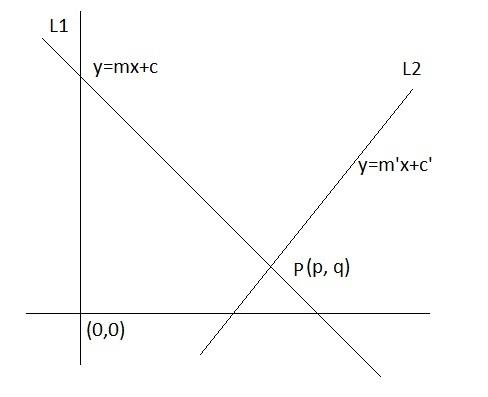 L1
y=mx+c
L2
y=m'x+c'
P (p, q)
(0,0)